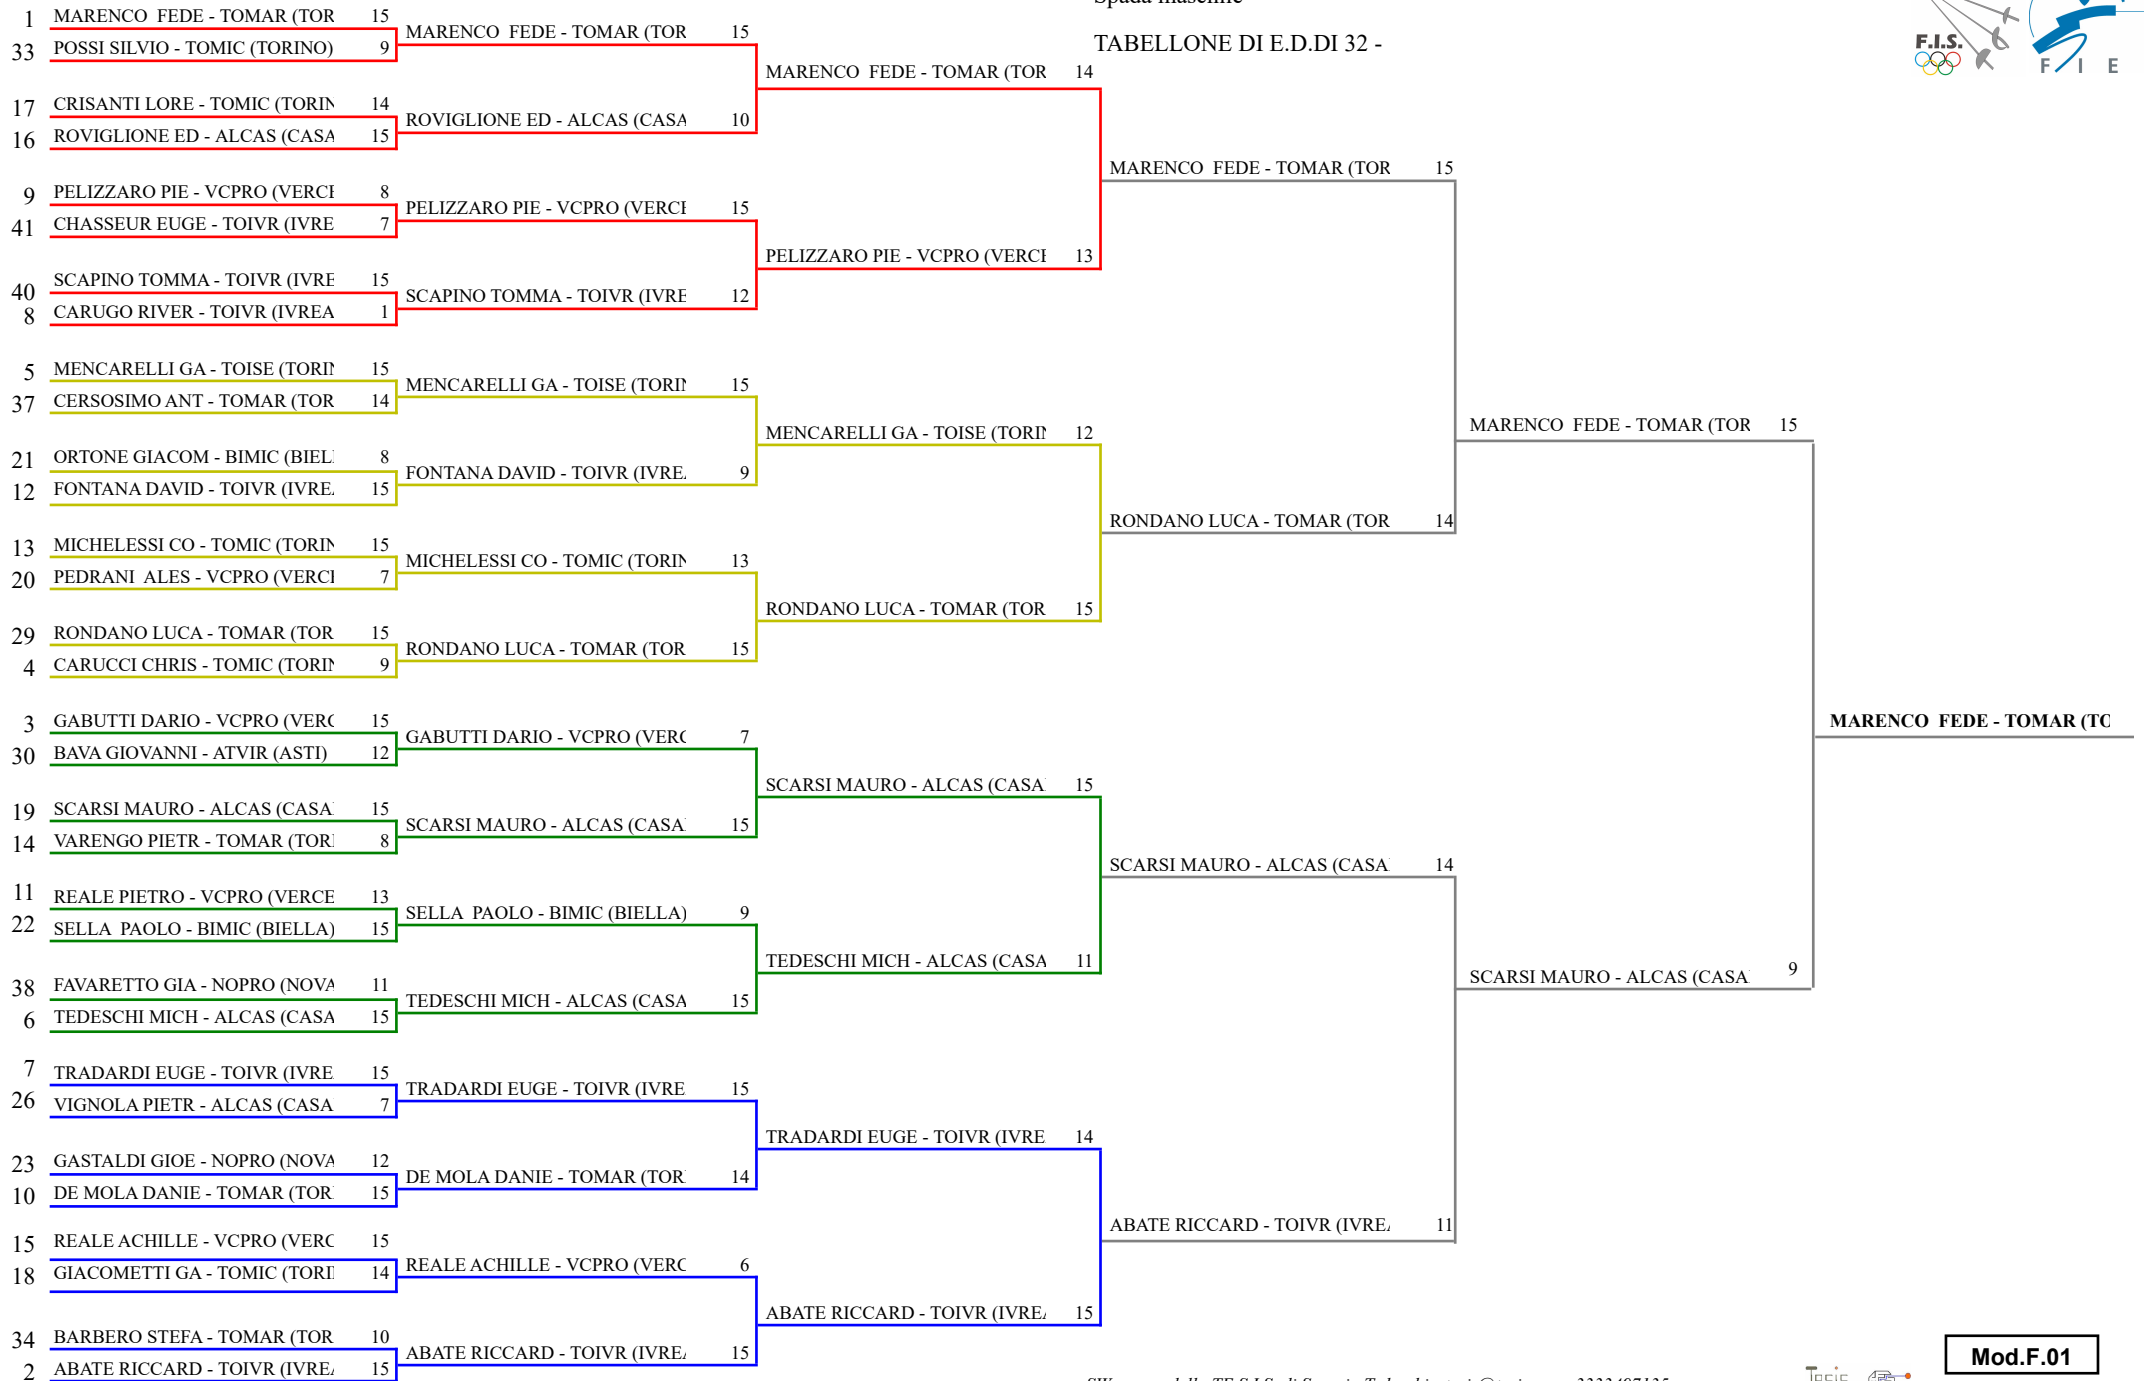 Spada maschile
TABELLONE DI E.D.DI 32 -
F.I.S.
F I E
1 MARENCO FEDE - TOMAR (TOR 15
33 POSSI SILVIO - TOMIC (TORINO) 9
17 CRISANTI LORE - TOMIC (TORIN 14
16 ROVIGLIONE ED - ALCAS (CASA 15
9 PELIZZARO PIE - VCPRO (VERCE 8
41 CHASSEUR EUGE - TOIVR (IVRE 7
40 SCAPINO TOMMA - TOIVR (IVRE 15
8 CARUGO RIVER - TOIVR (IVREA 1
5 MENCARELLI GA - TOISE (TORIN 15
37 CERSOSIMO ANT - TOMAR (TOR 14
21 ORTONE GIACOM - BIMIC (BIEL 8
12 FONTANA DAVID - TOIVR (IVRE 15
13 MICHELESSI CO - TOMIC (TORIN 15
20 PEDRANI ALES - VCPRO (VERCE 7
29 RONDANO LUCA - TOMAR (TOR 15
4 CARUCCI CHRIS - TOMIC (TORIN 9
3 GABUTTI DARIO - VCPRO (VERC 15
30 BAVA GIOVANNI - ATVIR (ASTI) 12
19 SCARSI MAURO - ALCAS (CASA 15
14 VARENGO PIETR - TOMAR (TOR 8
11 REALE PIETRO - VCPRO (VERCE 13
22 SELLA PAOLO - BIMIC (BIELLA) 15
38 FAVARETTO GIA - NOPRO (NOVA 11
6 TEDESCHI MICH - ALCAS (CASA 15
7 TRADARDI EUGE - TOIVR (IVRE 15
26 VIGNOLA PIETR - ALCAS (CASA 7
23 GASTALDI GIOE - NOPRO (NOVA 12
10 DE MOLA DANIE - TOMAR (TOR 15
15 REALE ACHILLE - VCPRO (VERC 15
18 GIACOMETTI GA - TOMIC (TORI 14
34 BARBERO STEFA - TOMAR (TOR 10
2 ABATE RICCARD - TOIVR (IVREA 15
MARENCO FEDE - TOMAR (TOR 15
ROVIGLIONE ED - ALCAS (CASA 10
PELIZZARO PIE - VCPRO (VERCE 15
SCAPINO TOMMA - TOIVR (IVRE 12
MENCARELLI GA - TOISE (TORIN 15
FONTANA DAVID - TOIVR (IVRE 9
MICHELESSI CO - TOMIC (TORIN 13
RONDANO LUCA - TOMAR (TOR 15
GABUTTI DARIO - VCPRO (VERC 7
SCARSI MAURO - ALCAS (CASA 15
SELLA PAOLO - BIMIC (BIELLA) 9
TEDESCHI MICH - ALCAS (CASA 15
TRADARDI EUGE - TOIVR (IVRE 15
DE MOLA DANIE - TOMAR (TOR 14
REALE ACHILLE - VCPRO (VERC 6
ABATE RICCARD - TOIVR (IVREA 15
MARENCO FEDE - TOMAR (TOR 14
PELIZZARO PIE - VCPRO (VERCE 13
MENCARELLI GA - TOISE (TORIN 12
RONDANO LUCA - TOMAR (TOR 15
SCARSI MAURO - ALCAS (CASA 15
TEDESCHI MICH - ALCAS (CASA 11
TRADARDI EUGE - TOIVR (IVRE 14
ABATE RICCARD - TOIVR (IVREA 15
MARENCO FEDE - TOMAR (TOR 15
RONDANO LUCA - TOMAR (TOR 14
SCARSI MAURO - ALCAS (CASA 14
ABATE RICCARD - TOIVR (IVREA 11
MARENCO FEDE - TOMAR (TOR 15
SCARSI MAURO - ALCAS (CASA 9
MARENCO FEDE - TOMAR (TO
Mod.F.01